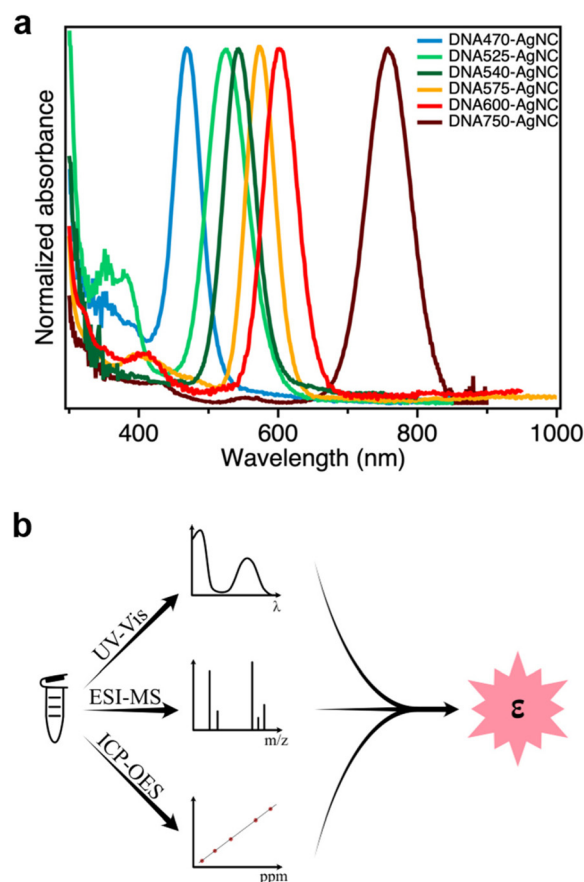 a
DNA470-AgNC
DNA525-AgNC
DNA540-AgNC
DNA575-AgNC
DNA600-AgNC
DNA750-AgNC
Normalized absorbance
400
600
800
1000
Wavelength (nm)
b
UV-Vis
λ
ESI-MS
m/z
ICP-OES
ppm
ε